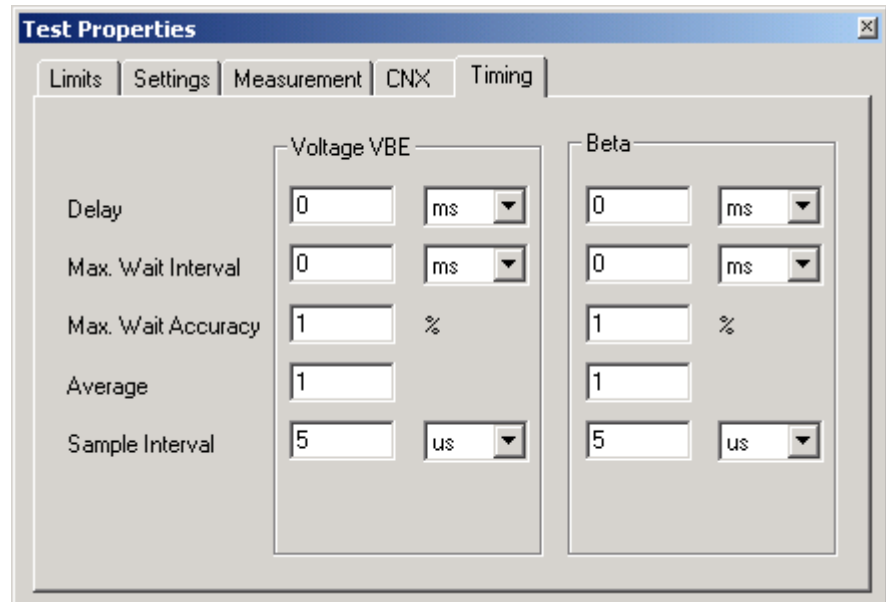 Test Properties
Limits Settings Measurement CNX Timing
Voltage VBE Beta
Delay 0 ms 0 ms
Max. Wait Interval 0 ms 0 ms
Max. Wait Accuracy 1 % 1 %
Average 1 1
Sample Interval 5 us 5 us